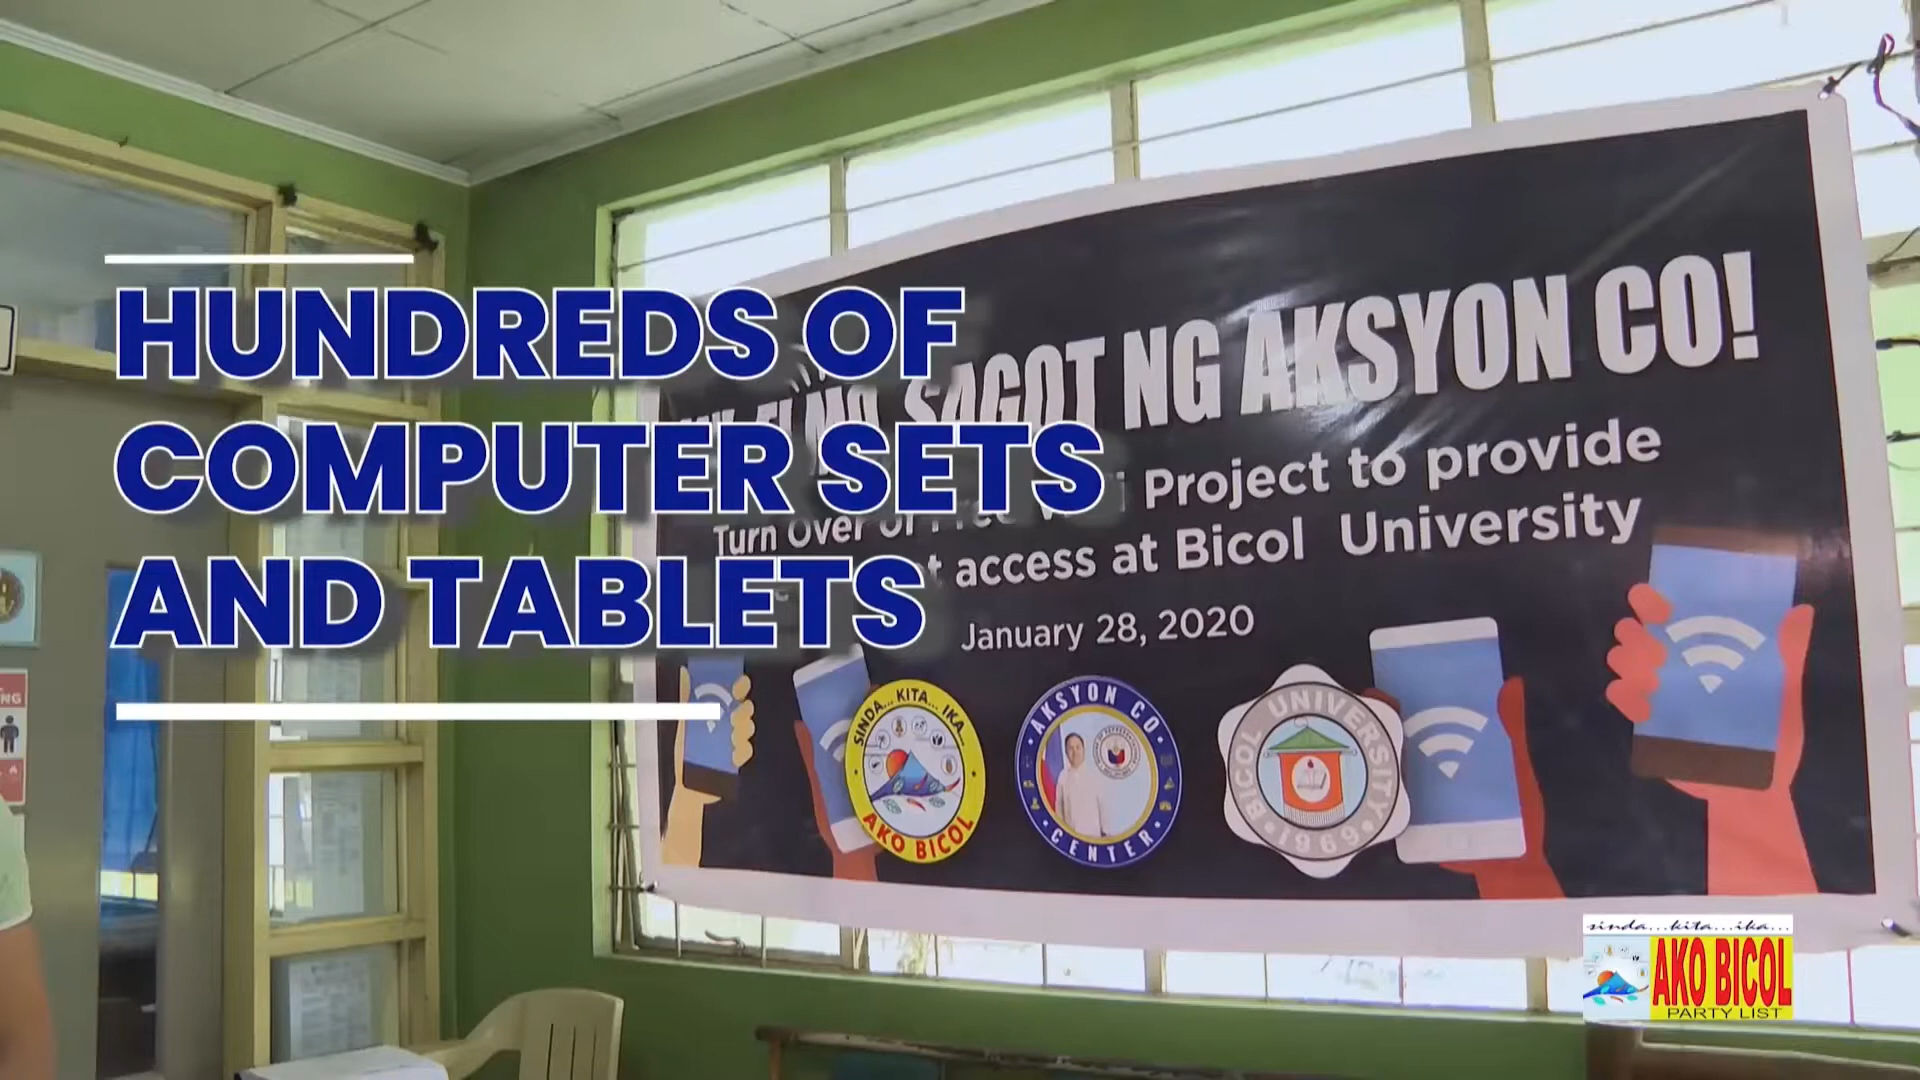 HUNDREDS OF
COMPUTER SETS
AND TABLETS
SAGOT NG AKSYON CO!
Turn Over of Free Project to provide
access at Bicol University
January 28, 2020
SINDA... KITA... IKA...
AKO BICOL
AKSYON CO
CENTER
BICOL UNIVERSITY
1969
NG
sinda...kita...ika...
AKO BICOL
PARTY LIST